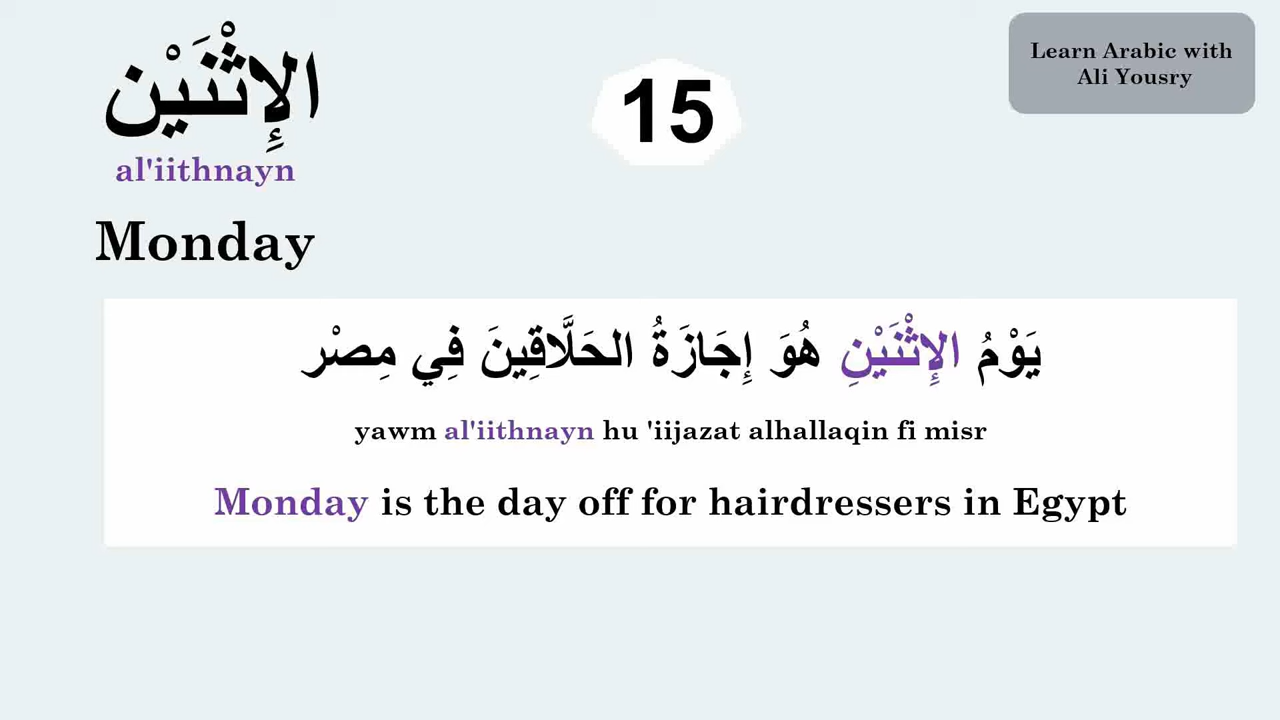 الإِثْنَيْن
15
Learn Arabic with
Ali Yousry
al'iithnayn
Monday
يَوْمُ الإِثْنَيْنِ هُوَ إِجَازَةُ الحَلَّاقِينَ فِي مِصْر
yawm al'iithnayn hu 'iijazat alhallaqin fi misr
Monday is the day off for hairdressers in Egypt